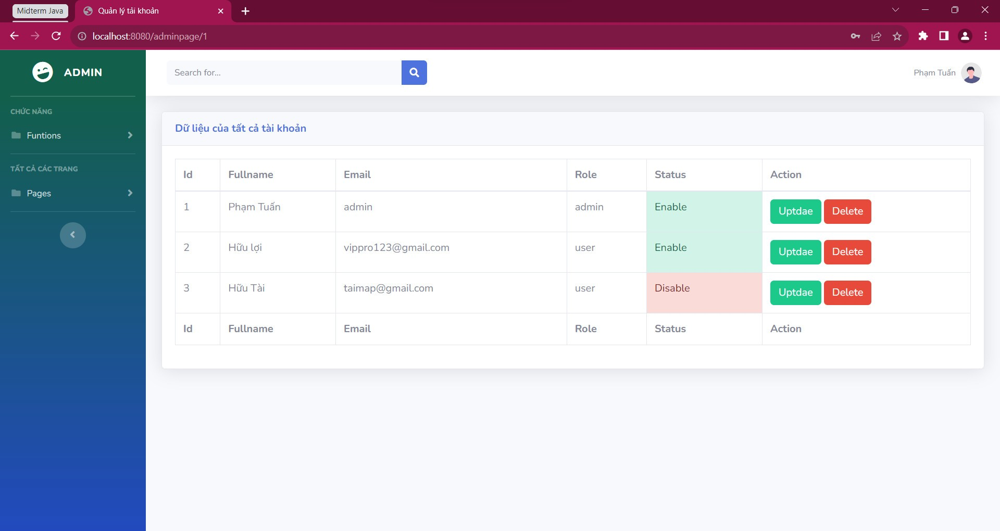 Midterm Java
Quản lý tải khoản
localhost:8080/adminpage/1
ADMIN
Search for...
Phạm Tuấn
CHỨC NĂNG
Funtions
TẤT CẢ CÁC TRANG
Pages
Dữ liệu của tất cả tài khoản
Id Fullname Email Role Status Action
1 Phạm Tuấn admin admin Enable Uptdae Delete
2 Hữu lợi vippro123@gmail.com user Enable Uptdae Delete
3 Hữu Tài taimap@gmail.com user Disable Uptdae Delete
Id Fullname Email Role Status Action